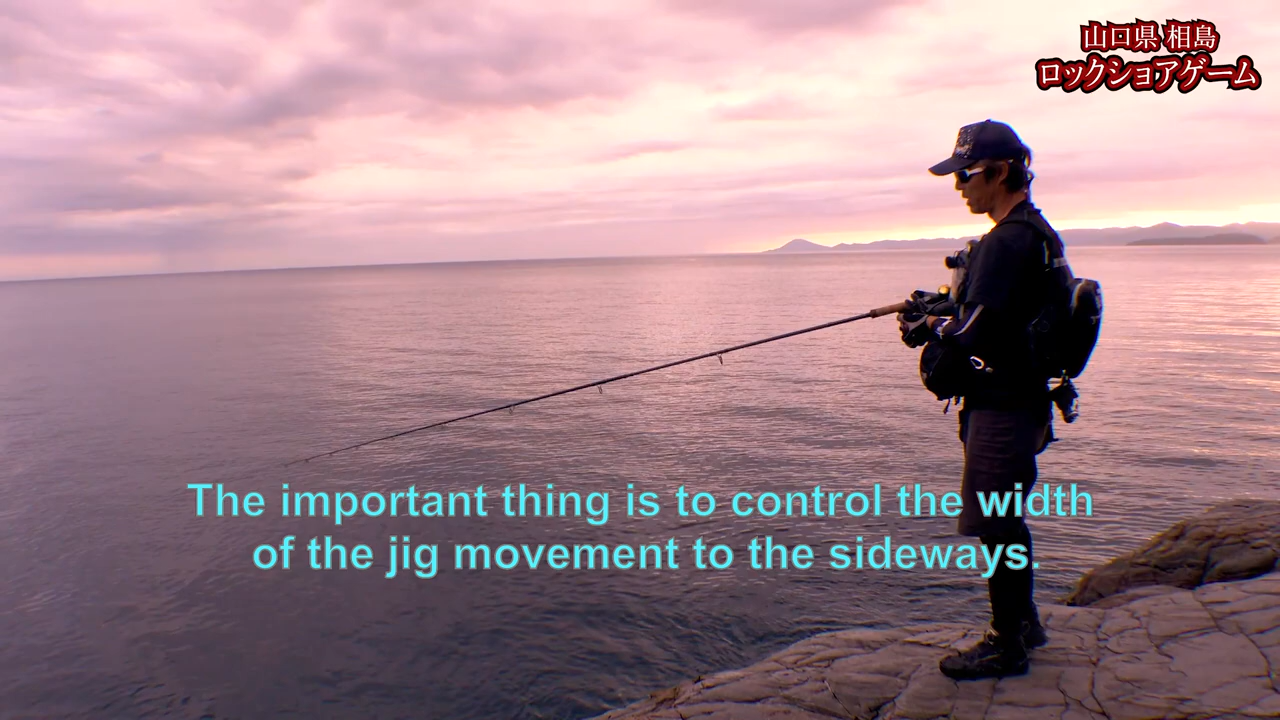 山口県 相島
ロックショアゲーム
The important thing is to control the width
of the jig movement to the sideways.